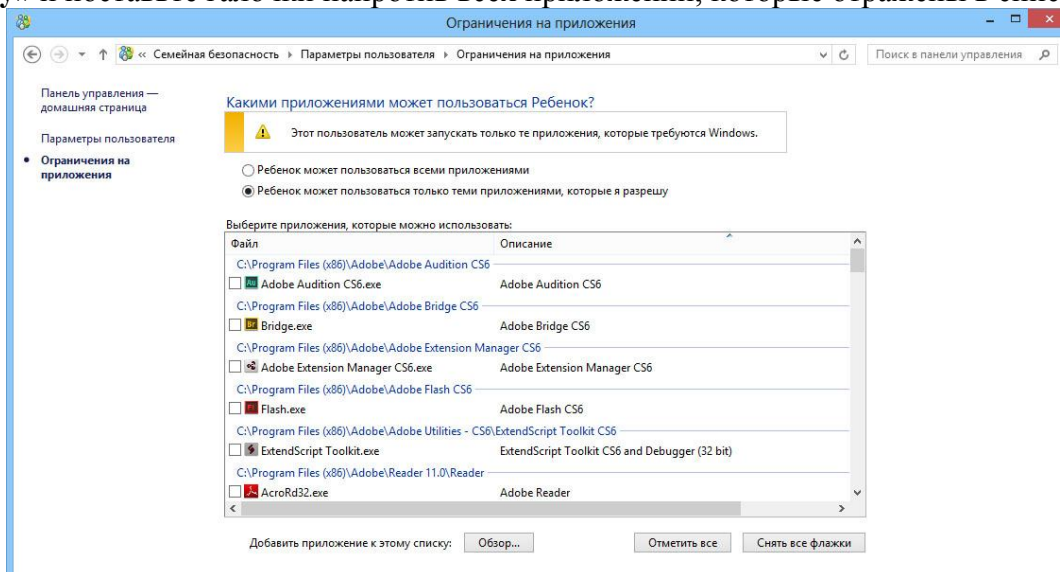 у» и поставьте галочки напротив всех приложений, которые отражены в спис
Ограничения на приложения
« Семейная безопасность ▸ Параметры пользователя ▸ Ограничения на приложения
Поиск в панели управления
Панель управления —
домашняя страница
Параметры пользователя
Ограничения на
приложения
Какими приложениями может пользоваться Ребенок?
Этот пользователь может запускать только те приложения, которые требуются Windows.
Ребенок может пользоваться всеми приложениями
Ребенок может пользоваться только теми приложениями, которые я разрешу
Выберите приложения, которые можно использовать:
Файл Описание
C:\Program Files (x86)\Adobe\Adobe Audition CS6
Adobe Audition CS6.exe Adobe Audition CS6
C:\Program Files (x86)\Adobe\Adobe Bridge CS6
Bridge.exe Adobe Bridge CS6
C:\Program Files (x86)\Adobe\Adobe Extension Manager CS6
Adobe Extension Manager CS6.exe Adobe Extension Manager CS6
C:\Program Files (x86)\Adobe\Adobe Flash CS6
Flash.exe Adobe Flash CS6
C:\Program Files (x86)\Adobe\Adobe Utilities - CS6\ExtendScript Toolkit CS6
ExtendScript Toolkit.exe ExtendScript Toolkit CS6 and Debugger (32 bit)
C:\Program Files (x86)\Adobe\Reader 11.0\Reader
AcroRd32.exe Adobe Reader
Добавить приложение к этому списку: Обзор... Отметить все Снять все флажки